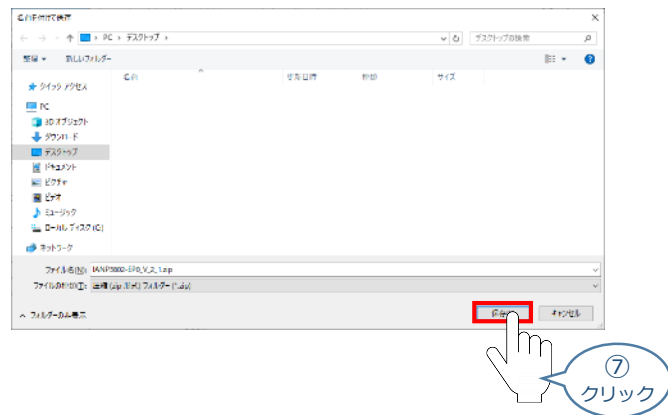 名前を付けて保存
PC › デスクトップ ›
デスクトップの検索
整理 ▾ 新しいフォルダー
名前 更新日時 種類 サイズ
クイック アクセス
PC
3D オブジェクト
ダウンロード
デスクトップ
ドキュメント
ピクチャ
ビデオ
ミュージック
ローカル ディスク (C:)
ネットワーク
ファイル名(N): IANP3802-EP0_V_2_1.zip
ファイルの種類(T): 圧縮 (zip 形式) フォルダー (*.zip)
フォルダーのみ表示 キャンセル
⑦
クリック